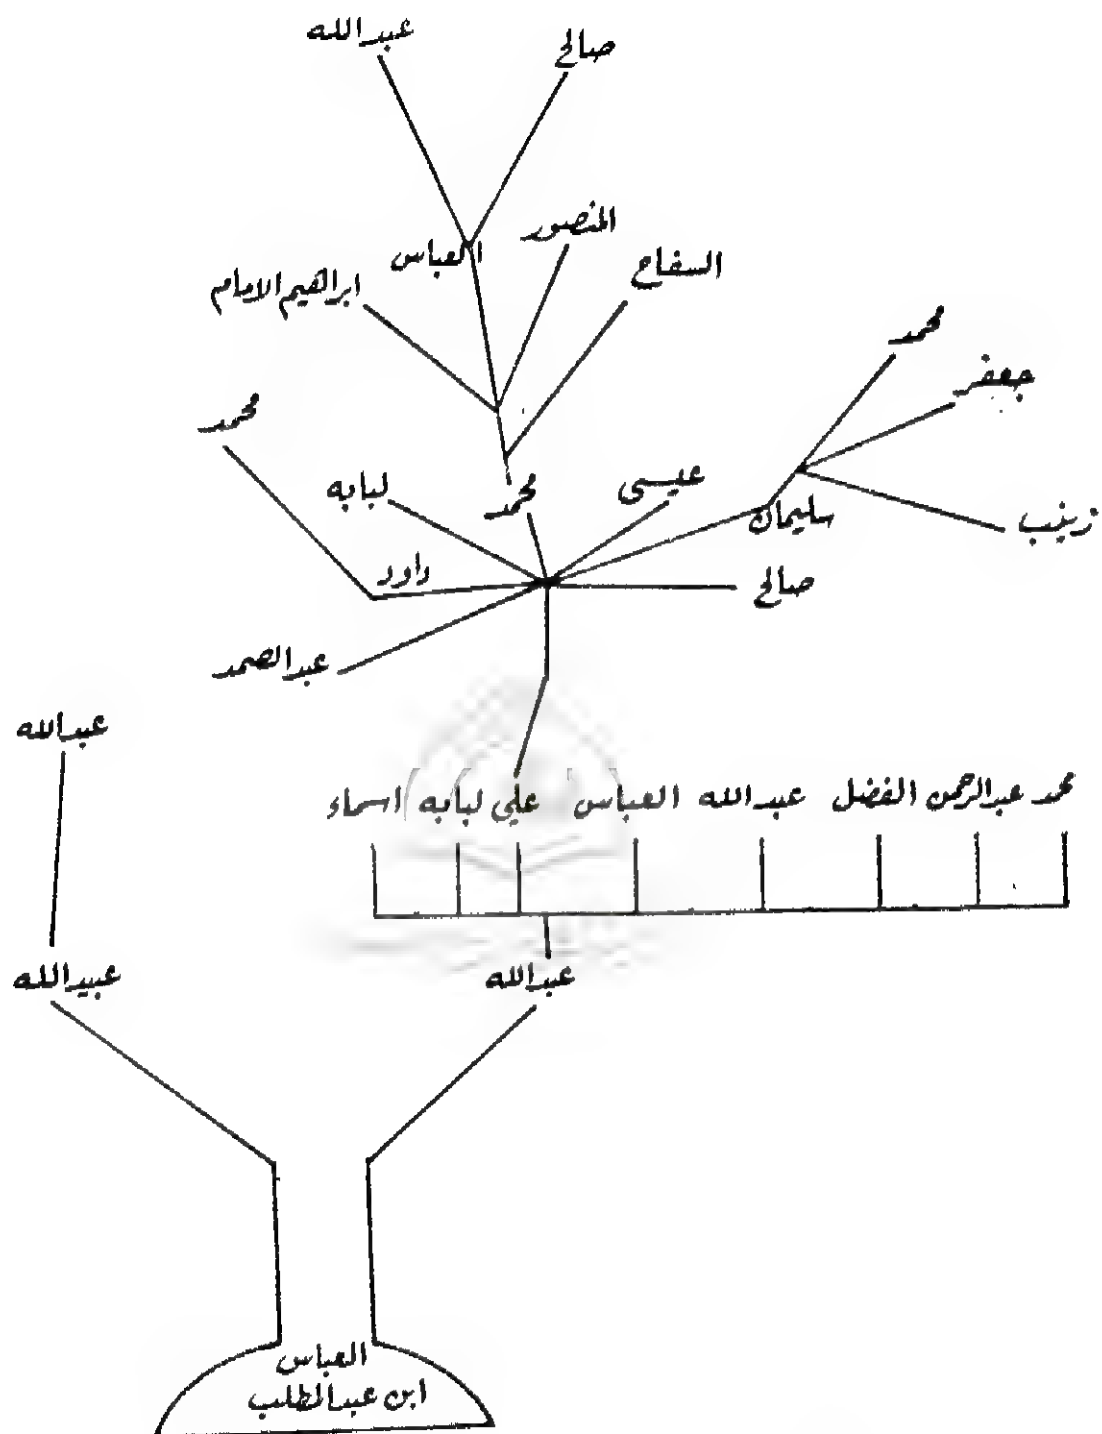 عبدالله
صالح
المنصور
العباس
السفاح
ابراهيم الامام
محمد
جعفر
محمد
عيسى
لبابه
محمد
سليمان
زينب
داود
صالح
عبدالصمد
عبدالله
محمد عبدالرحمن الفضل عبدالله العباس علي لبابه اسماء
عبدالله
عبيدالله
العباس
ابن عبدالمطلب